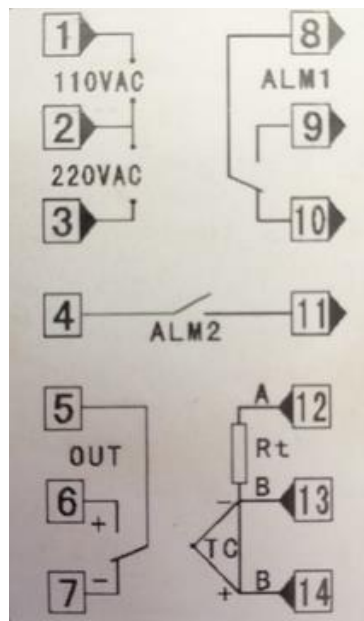 1 8
110VAC ALM1
2 9
220VAC
3 10
4 11
ALM2
5 A 12
OUT Rt
6 - B 13
+ TC
7 - + B 14